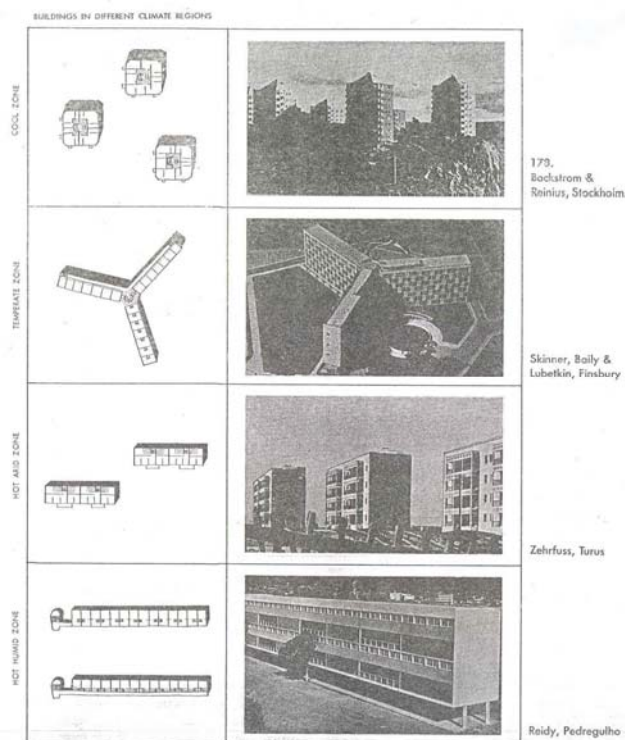 BUILDINGS IN DIFFERENT CLIMATE REGIONS
COOL ZONE
178.
Backstrom &
Reinius, Stockholm
TEMPERATE ZONE
Skinner, Baily &
Lubetkin, Finsbury
HOT ARID ZONE
Zehrfuss, Turus
HOT HUMID ZONE
Reidy, Pedregulho